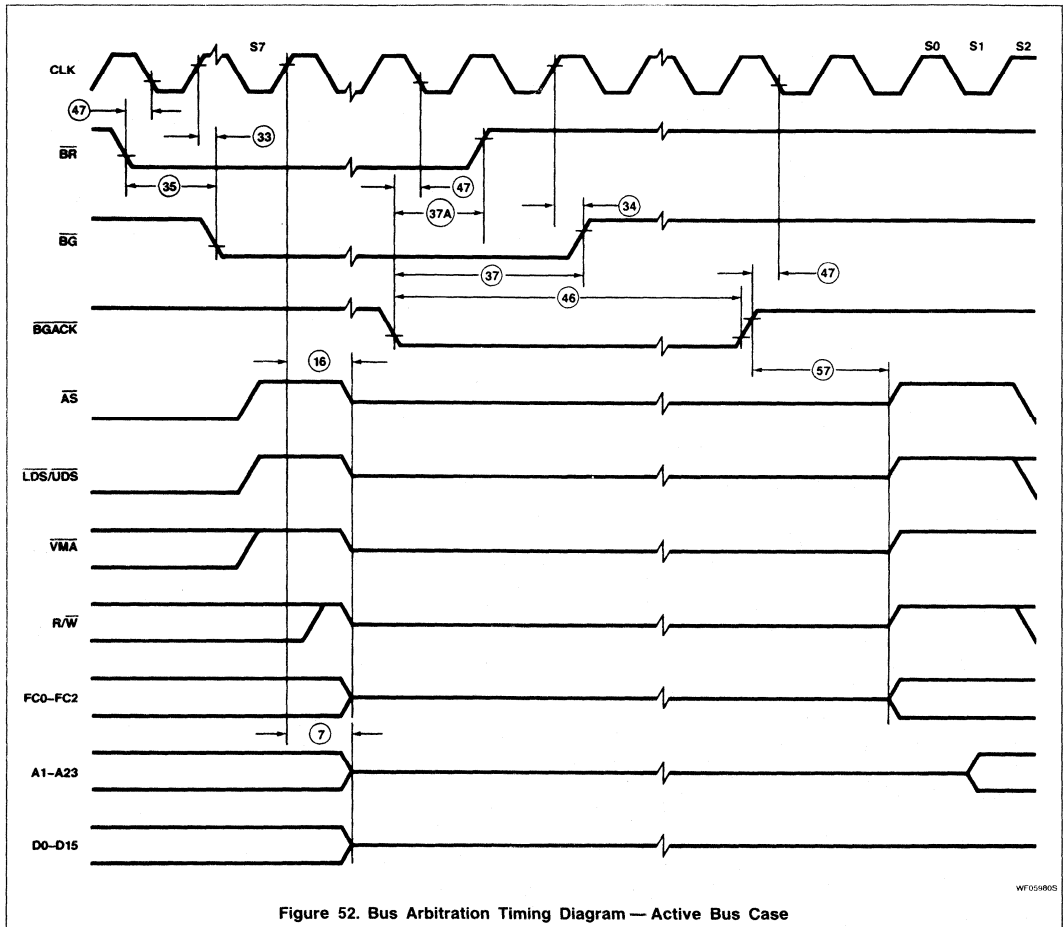 S7
S0
S1
S2
CLK
47
33
BR
35
47
37A
34
BG
37
47
46
BGACK
16
57
AS
LDS/UDS
VMA
R/W
FC0–FC2
7
A1–A23
D0–D15
WF05980S
Figure 52. Bus Arbitration Timing Diagram — Active Bus Case